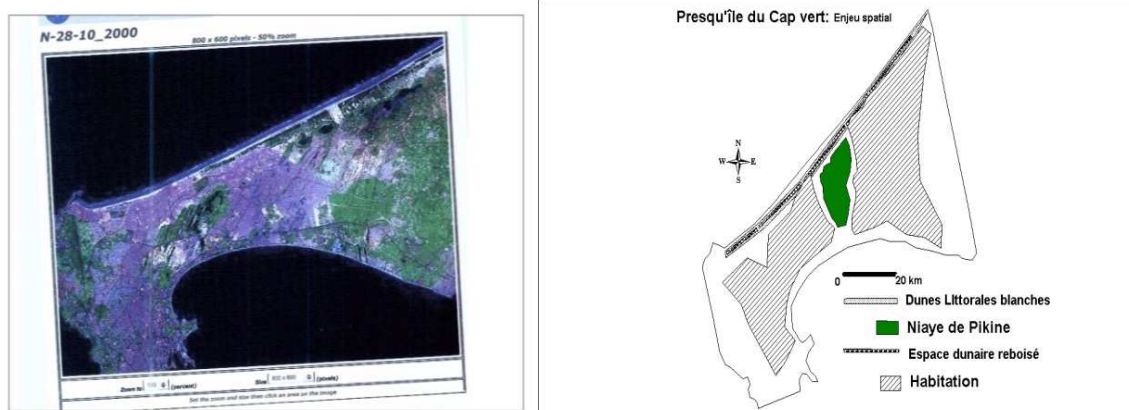 N-28-10_2000
800 x 600 pixels - 50% zoom
Zoom to
(percent)
Size
800 x 600
(pixels)
Set the zoom and size then click an area on the image
Presqu'île du Cap vert: Enjeu spatial
N
W E
S
0 20 km
Dunes LIttorales blanches
Niaye de Pikine
Espace dunaire reboisé
Habitation